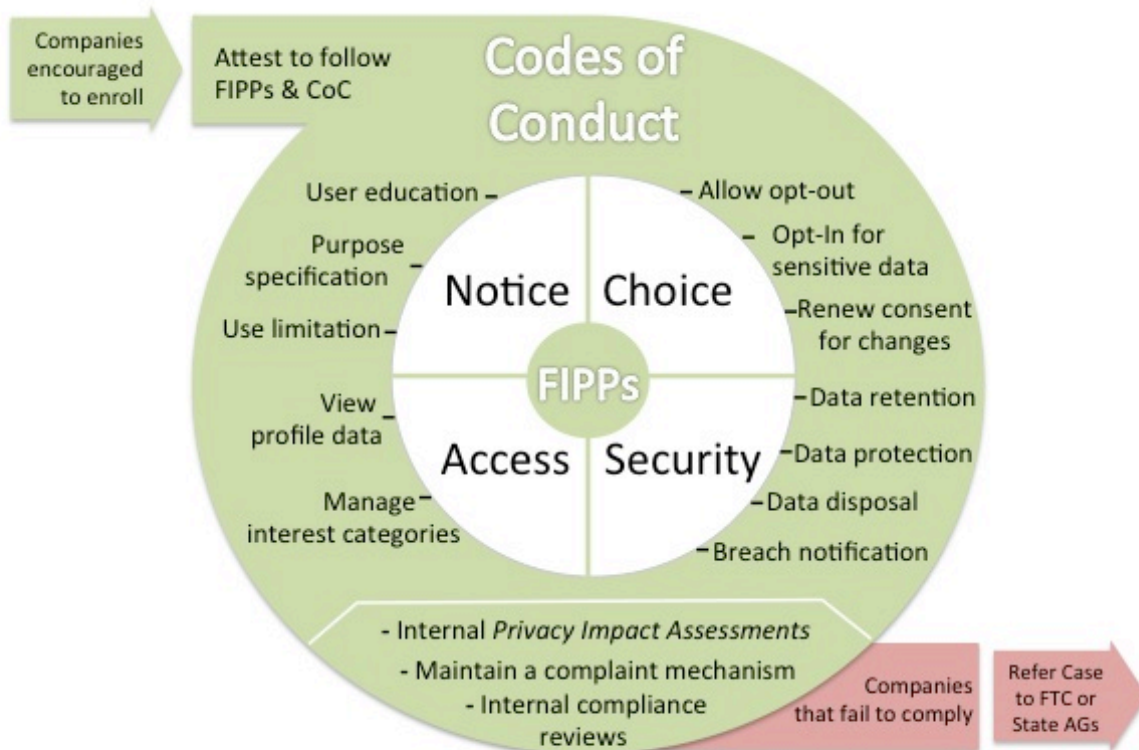 Companies
encouraged
to enroll
Attest to follow
FIPPs & CoC
Codes of
Conduct
User education
Purpose
specification
Use limitation
View
profile data
Manage
interest categories
Notice
Choice
FIPPs
Access
Security
Allow opt-out
Opt-In for
sensitive data
Renew consent
for changes
Data retention
Data protection
Data disposal
Breach notification
- Internal Privacy Impact Assessments
- Maintain a complaint mechanism
- Internal compliance
reviews
Companies
that fail to comply
Refer Case
to FTC or
State AGs